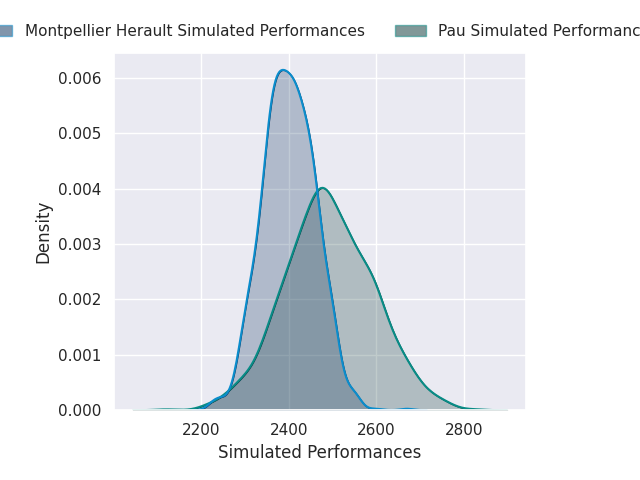 Montpellier Herault Simulated Performances
Pau Simulated Performanc
0.006
0.005
0.004
0.003
0.002
0.001
0.000
Density
2200
2400
2600
2800
Simulated Performances